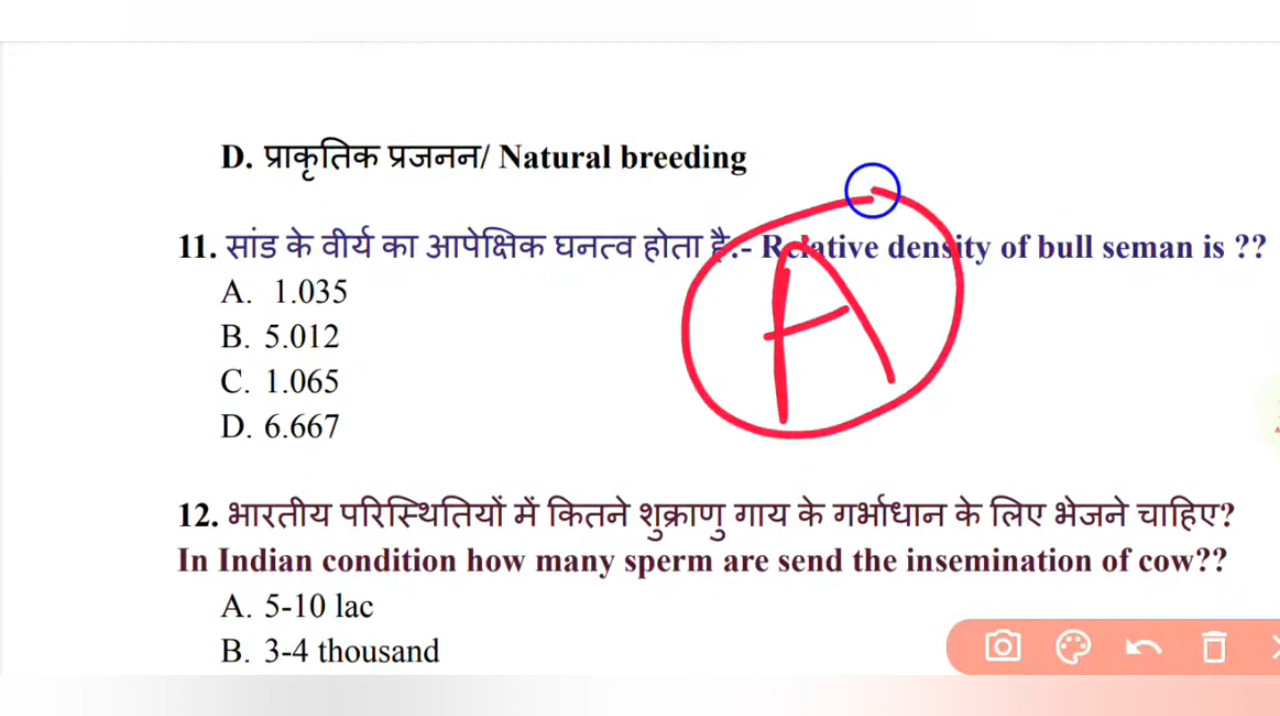 D. प्राकृतिक प्रजनन/ Natural breeding
11. सांड के वीर्य का आपेक्षिक घनत्व होता है:- Relative density of bull seman is ??
A. 1.035
B. 5.012
C. 1.065
D. 6.667
A
12. भारतीय परिस्थितियों में कितने शुक्राणु गाय के गर्भाधान के लिए भेजने चाहिए?
In Indian condition how many sperm are send the insemination of cow??
A. 5-10 lac
B. 3-4 thousand